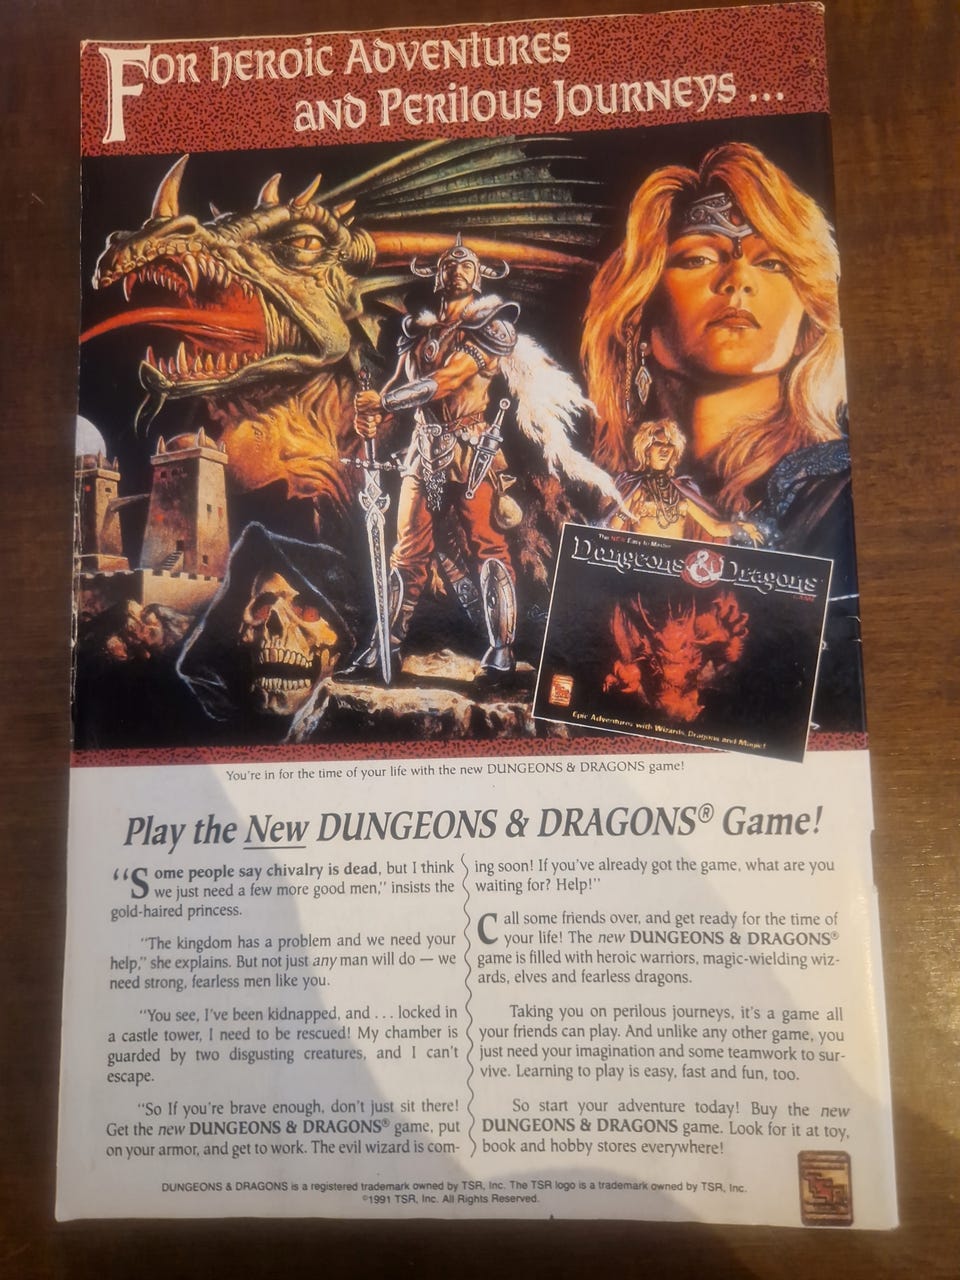 For heroic Adventures
and Perilous Journeys ...
The NEW Easy to Master
Dungeons & Dragons
GAME
TSR
Epic Adventures with Wizards, Dragons and Magic!
You're in for the time of your life with the new DUNGEONS & DRAGONS game!
Play the New DUNGEONS & DRAGONS® Game!
“Some people say chivalry is dead, but I think
we just need a few more good men,” insists the
gold-haired princess.
“The kingdom has a problem and we need your
help,” she explains. But not just any man will do — we
need strong, fearless men like you.
“You see, I've been kidnapped, and . . . locked in
a castle tower, I need to be rescued! My chamber is
guarded by two disgusting creatures, and I can't
escape.
“So If you're brave enough, don't just sit there!
Get the new DUNGEONS & DRAGONS® game, put
on your armor, and get to work. The evil wizard is com-
ing soon! If you've already got the game, what are you
waiting for? Help!”
Call some friends over, and get ready for the time of
your life! The new DUNGEONS & DRAGONS®
game is filled with heroic warriors, magic-wielding wiz-
ards, elves and fearless dragons.
Taking you on perilous journeys, it's a game all
your friends can play. And unlike any other game, you
just need your imagination and some teamwork to sur-
vive. Learning to play is easy, fast and fun, too.
So start your adventure today! Buy the new
DUNGEONS & DRAGONS game. Look for it at toy,
book and hobby stores everywhere!
DUNGEONS & DRAGONS is a registered trademark owned by TSR, Inc. The TSR logo is a trademark owned by TSR, Inc.
©1991 TSR, Inc. All Rights Reserved.
TSR